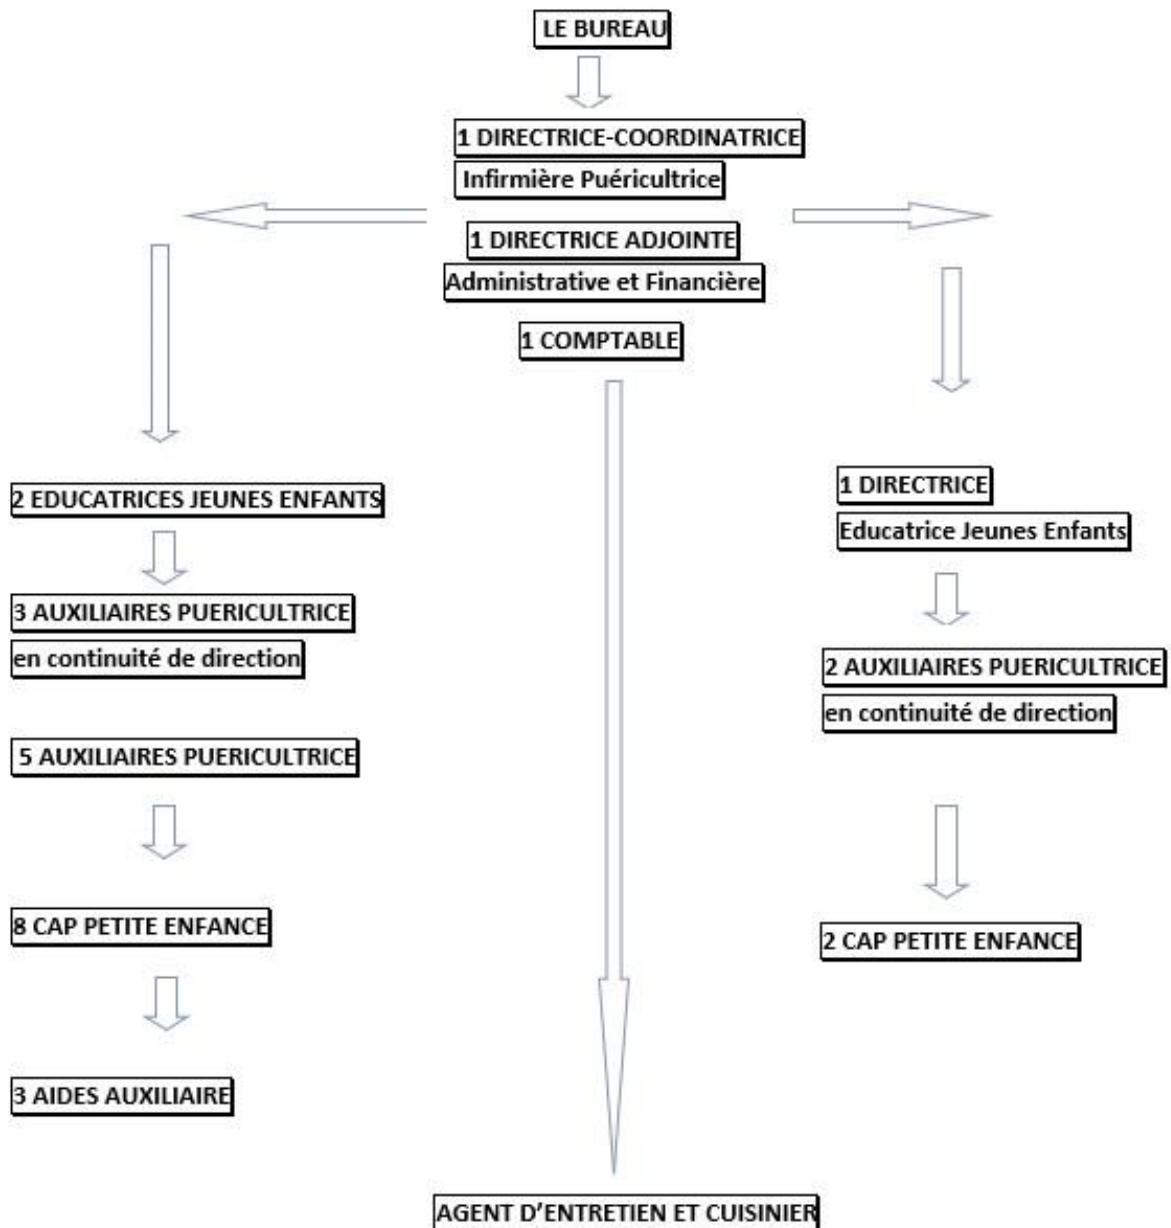 LE BUREAU
1 DIRECTRICE-COORDINATRICE
Infirmière Puéricultrice
1 DIRECTRICE ADJOINTE
Administrative et Financière
1 COMPTABLE
2 EDUCATRICES JEUNES ENFANTS
3 AUXILIAIRES PUERICULTRICE
en continuité de direction
5 AUXILIAIRES PUERICULTRICE
8 CAP PETITE ENFANCE
3 AIDES AUXILIAIRE
1 DIRECTRICE
Educatrice Jeunes Enfants
2 AUXILIAIRES PUERICULTRICE
en continuité de direction
2 CAP PETITE ENFANCE
AGENT D'ENTRETIEN ET CUISINIER